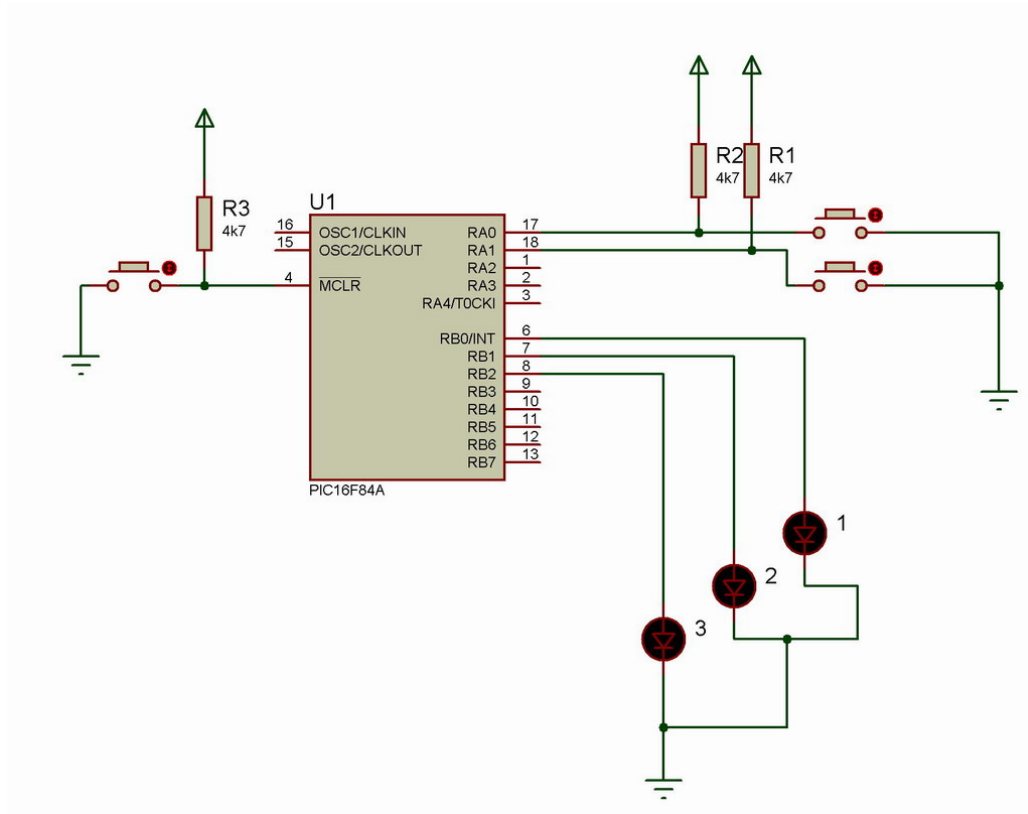 R2
4k7
R1
4k7
R3
4k7
U1
16 OSC1/CLKIN
15 OSC2/CLKOUT
4 MCLR
RA0 17
RA1 18
RA2 1
RA3 2
RA4/T0CKI 3
RB0/INT 6
RB1 7
RB2 8
RB3 9
RB4 10
RB5 11
RB6 12
RB7 13
PIC16F84A
1
2
3